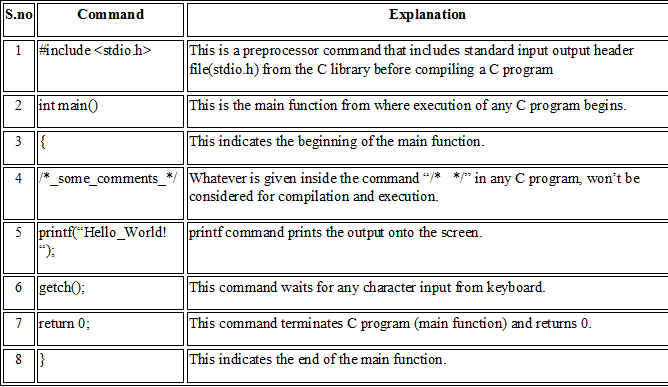 S.no Command Explanation
1 #include <stdio.h> This is a preprocessor command that includes standard input output header
file(stdio.h) from the C library before compiling a C program
2 int main() This is the main function from where execution of any C program begins.
3 { This indicates the beginning of the main function.
4 /*_some_comments_*/ Whatever is given inside the command “/* */” in any C program, won’t be
considered for compilation and execution.
5 printf(“Hello_World! printf command prints the output onto the screen.
“);
6 getch(); This command waits for any character input from keyboard.
7 return 0; This command terminates C program (main function) and returns 0.
8 } This indicates the end of the main function.